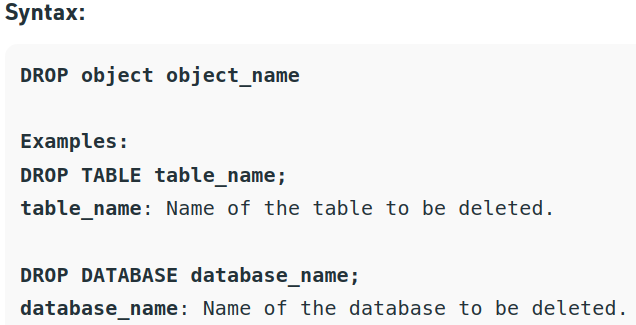 Syntax:
DROP object object_name
Examples:
DROP TABLE table_name;
table_name: Name of the table to be deleted.
DROP DATABASE database_name;
database_name: Name of the database to be deleted.